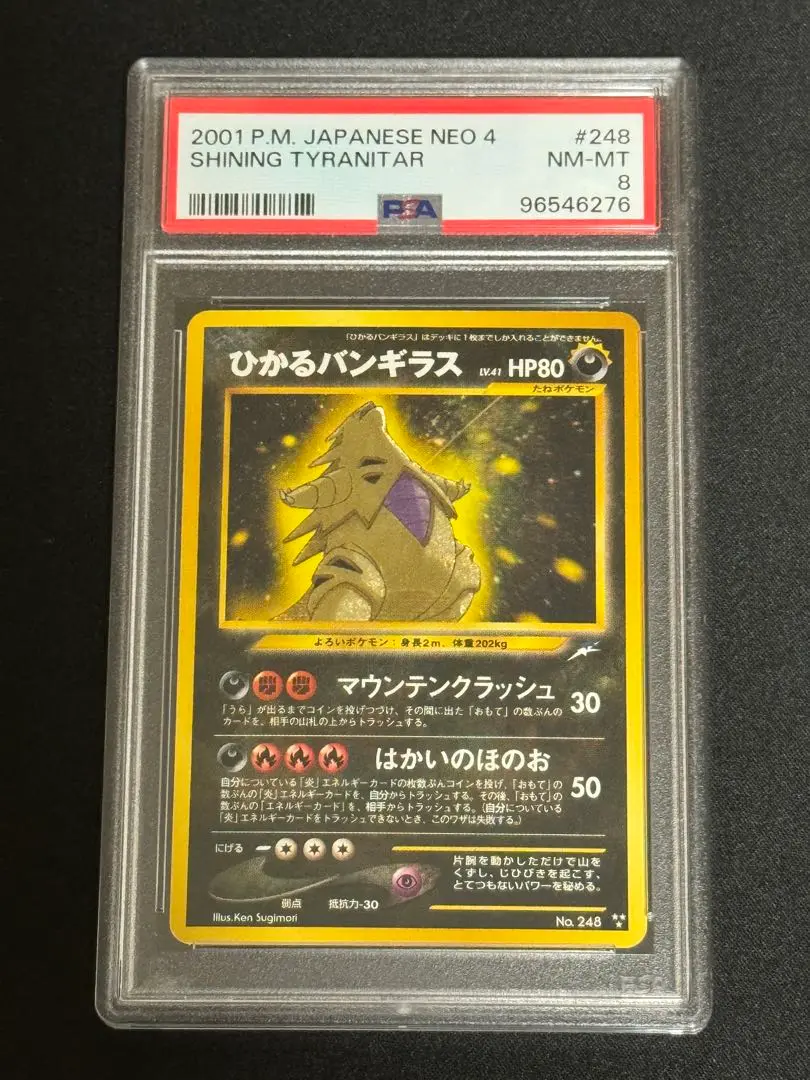 2001 P.M. JAPANESE NEO 4 #248
SHINING TYRANITAR NM-MT
8
PSA 96546276
「ひかるバンギラス」はデッキに1枚までしか入れることができません。
ひかるバンギラス LV.41 HP80
たねポケモン
よろいポケモン：身長2m、体重202kg
マウンテンクラッシュ 30
「うら」が出るまでコインを投げつづけ、その間に出た「おもて」の数ぶんの
カードを、相手の山札の上からトラッシュする。
はかいのほのお 50
自分についている「炎」エネルギーカードの枚数ぶんコインを投げ、「おもて」の
数ぶんの「炎」エネルギーカードを、自分からトラッシュする。その後、「おもて」の
数ぶんの「エネルギーカード」を、相手からトラッシュする。（自分についている
「炎」エネルギーカードをトラッシュできないとき、このワザは失敗する。）
にげる
片腕を動かしただけで山を
くずし、じひびきを起こす、
とてつもないパワーを秘める。
弱点 抵抗力-30
Illus.Ken Sugimori No. 248
PSA